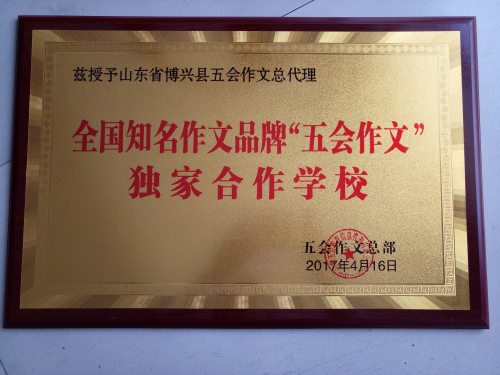 兹授予山东省博兴县五会作文总代理
全国知名作文品牌“五会作文”
独家合作学校
五会作文总部
2017年4月16日